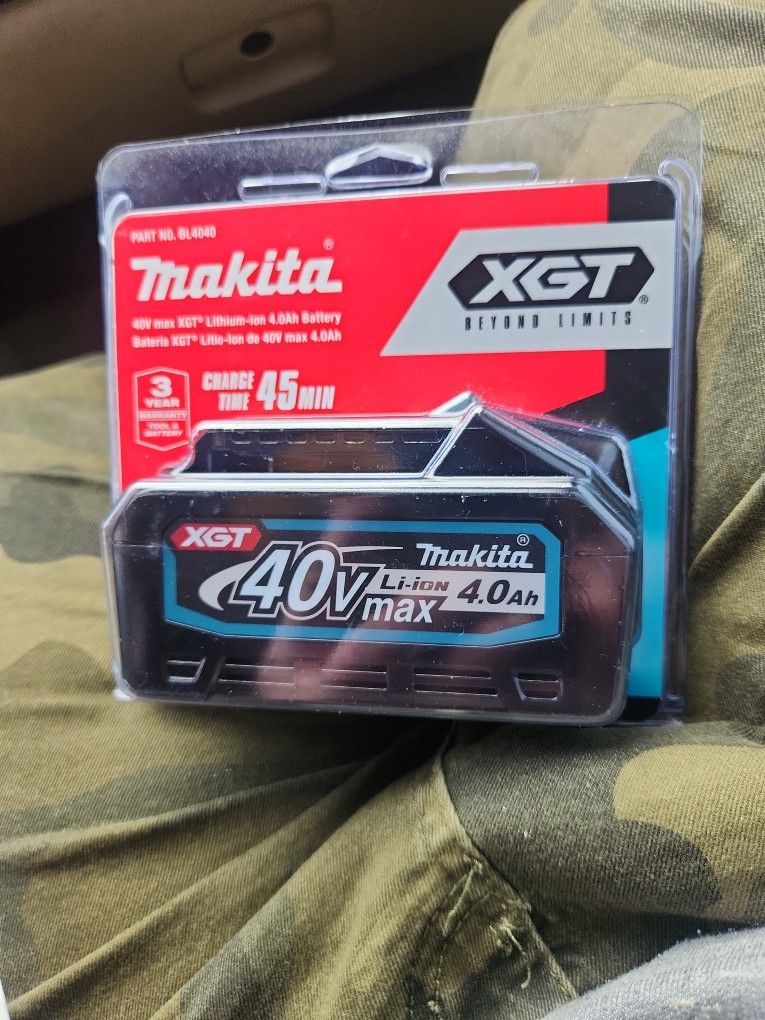 PART NO. BL4040
makita®
40V max XGT® Lithium-Ion 4.0Ah Battery
Bateria XGT® Litio-Ion de 40V max 4.0Ah
XGT®
BEYOND LIMITS
3
YEAR
WARRANTY
TOOL &
BATTERY
CHARGE
TIME 45 MIN
XGT
makita®
40V max
Li-ion 4.0Ah